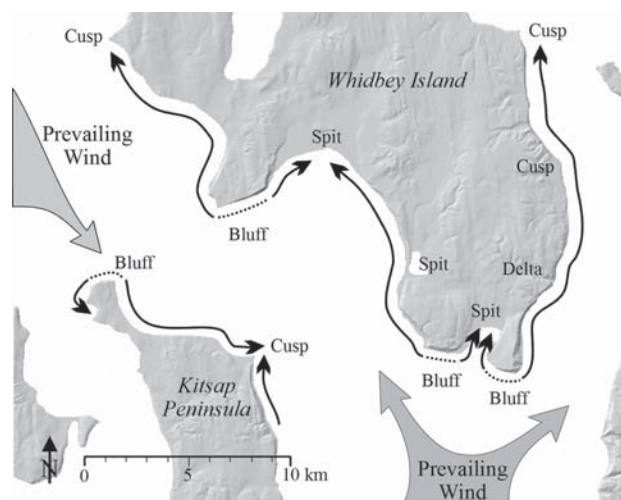 Cusp
Cusp
Whidbey Island
Prevailing
Wind
Spit
Cusp
Bluff
Bluff
Spit
Delta
Spit
Cusp
Bluff
Bluff
Kitsap
Peninsula
N
0 5 10 km
Prevailing
Wind